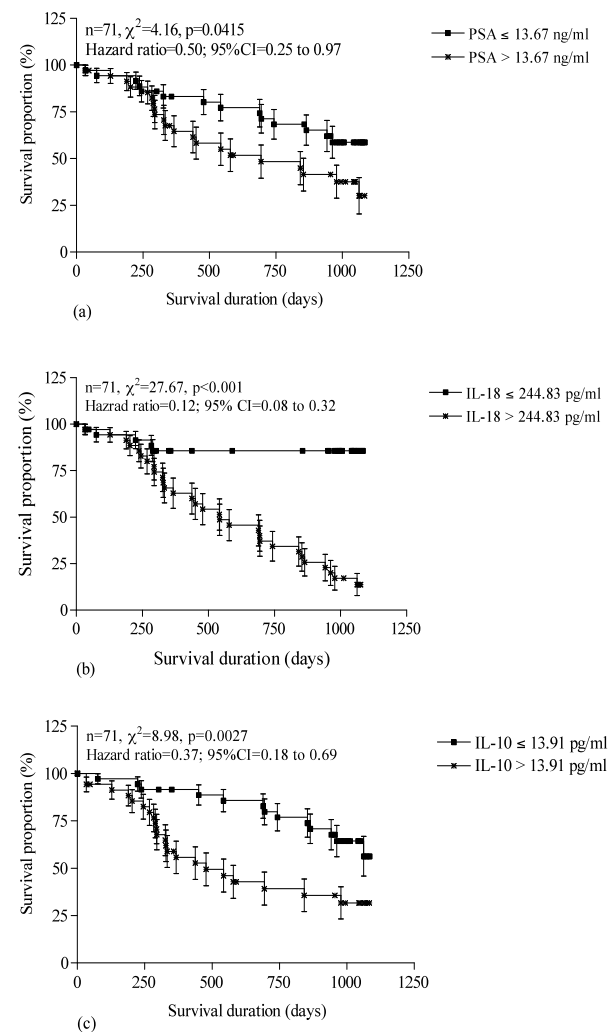 n=71, χ²=4.16, p=0.0415
Hazard ratio=0.50; 95%CI=0.25 to 0.97
PSA ≤ 13.67 ng/ml
PSA > 13.67 ng/ml
Survival proportion (%)
125
100
75
50
25
0
0 250 500 750 1000 1250
Survival duration (days)
(a)
n=71, χ²=27.67, p<0.001
Hazrad ratio=0.12; 95% CI=0.08 to 0.32
IL-18 ≤ 244.83 pg/ml
IL-18 > 244.83 pg/ml
Survival proportion (%)
125
100
75
50
25
0
0 250 500 750 1000 1250
Survival duration (days)
(b)
n=71, χ²=8.98, p=0.0027
Hazard ratio=0.37; 95%CI=0.18 to 0.69
IL-10 ≤ 13.91 pg/ml
IL-10 > 13.91 pg/ml
Survival proportion (%)
125
100
75
50
25
0
0 250 500 750 1000 1250
Survival duration (days)
(c)